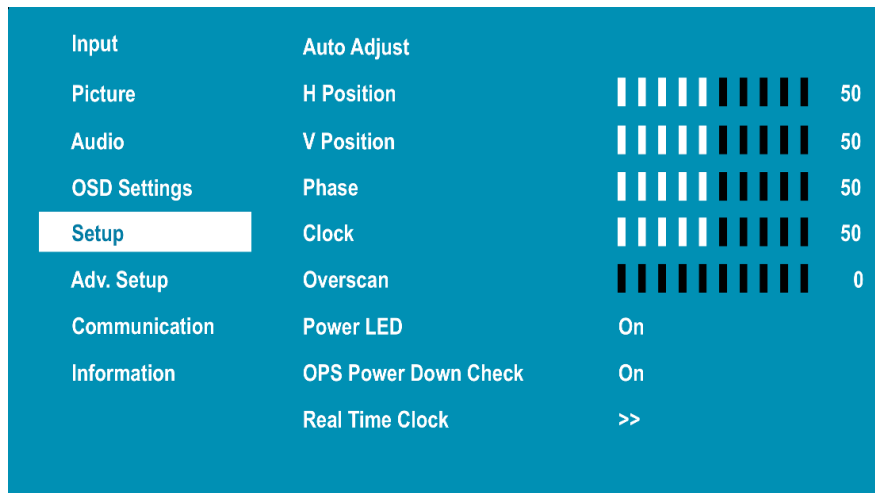 Input
Picture
Audio
OSD Settings
Setup
Adv. Setup
Communication
Information
Auto Adjust
H Position 50
V Position 50
Phase 50
Clock 50
Overscan 0
Power LED On
OPS Power Down Check On
Real Time Clock >>